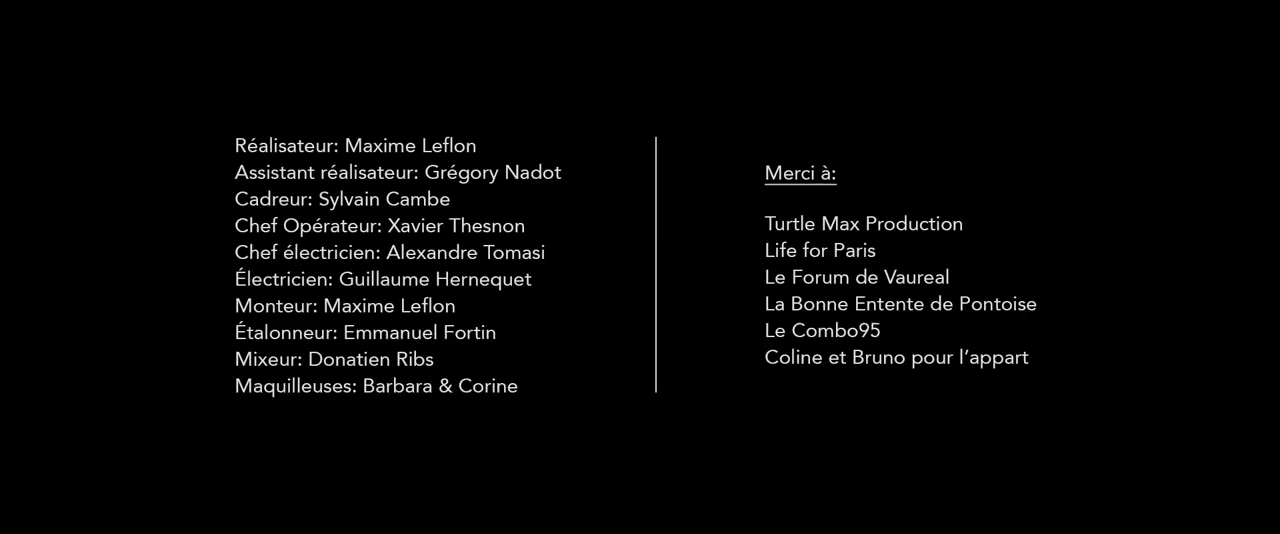 Réalisateur: Maxime Leflon
Assistant réalisateur: Grégory Nadot
Cadreur: Sylvain Cambe
Chef Opérateur: Xavier Thesnon
Chef électricien: Alexandre Tomasi
Électricien: Guillaume Hernequet
Monteur: Maxime Leflon
Étalonneur: Emmanuel Fortin
Mixeur: Donatien Ribs
Maquilleuses: Barbara & Corine
Merci à:
Turtle Max Production
Life for Paris
Le Forum de Vaureal
La Bonne Entente de Pontoise
Le Combo95
Coline et Bruno pour l’appart